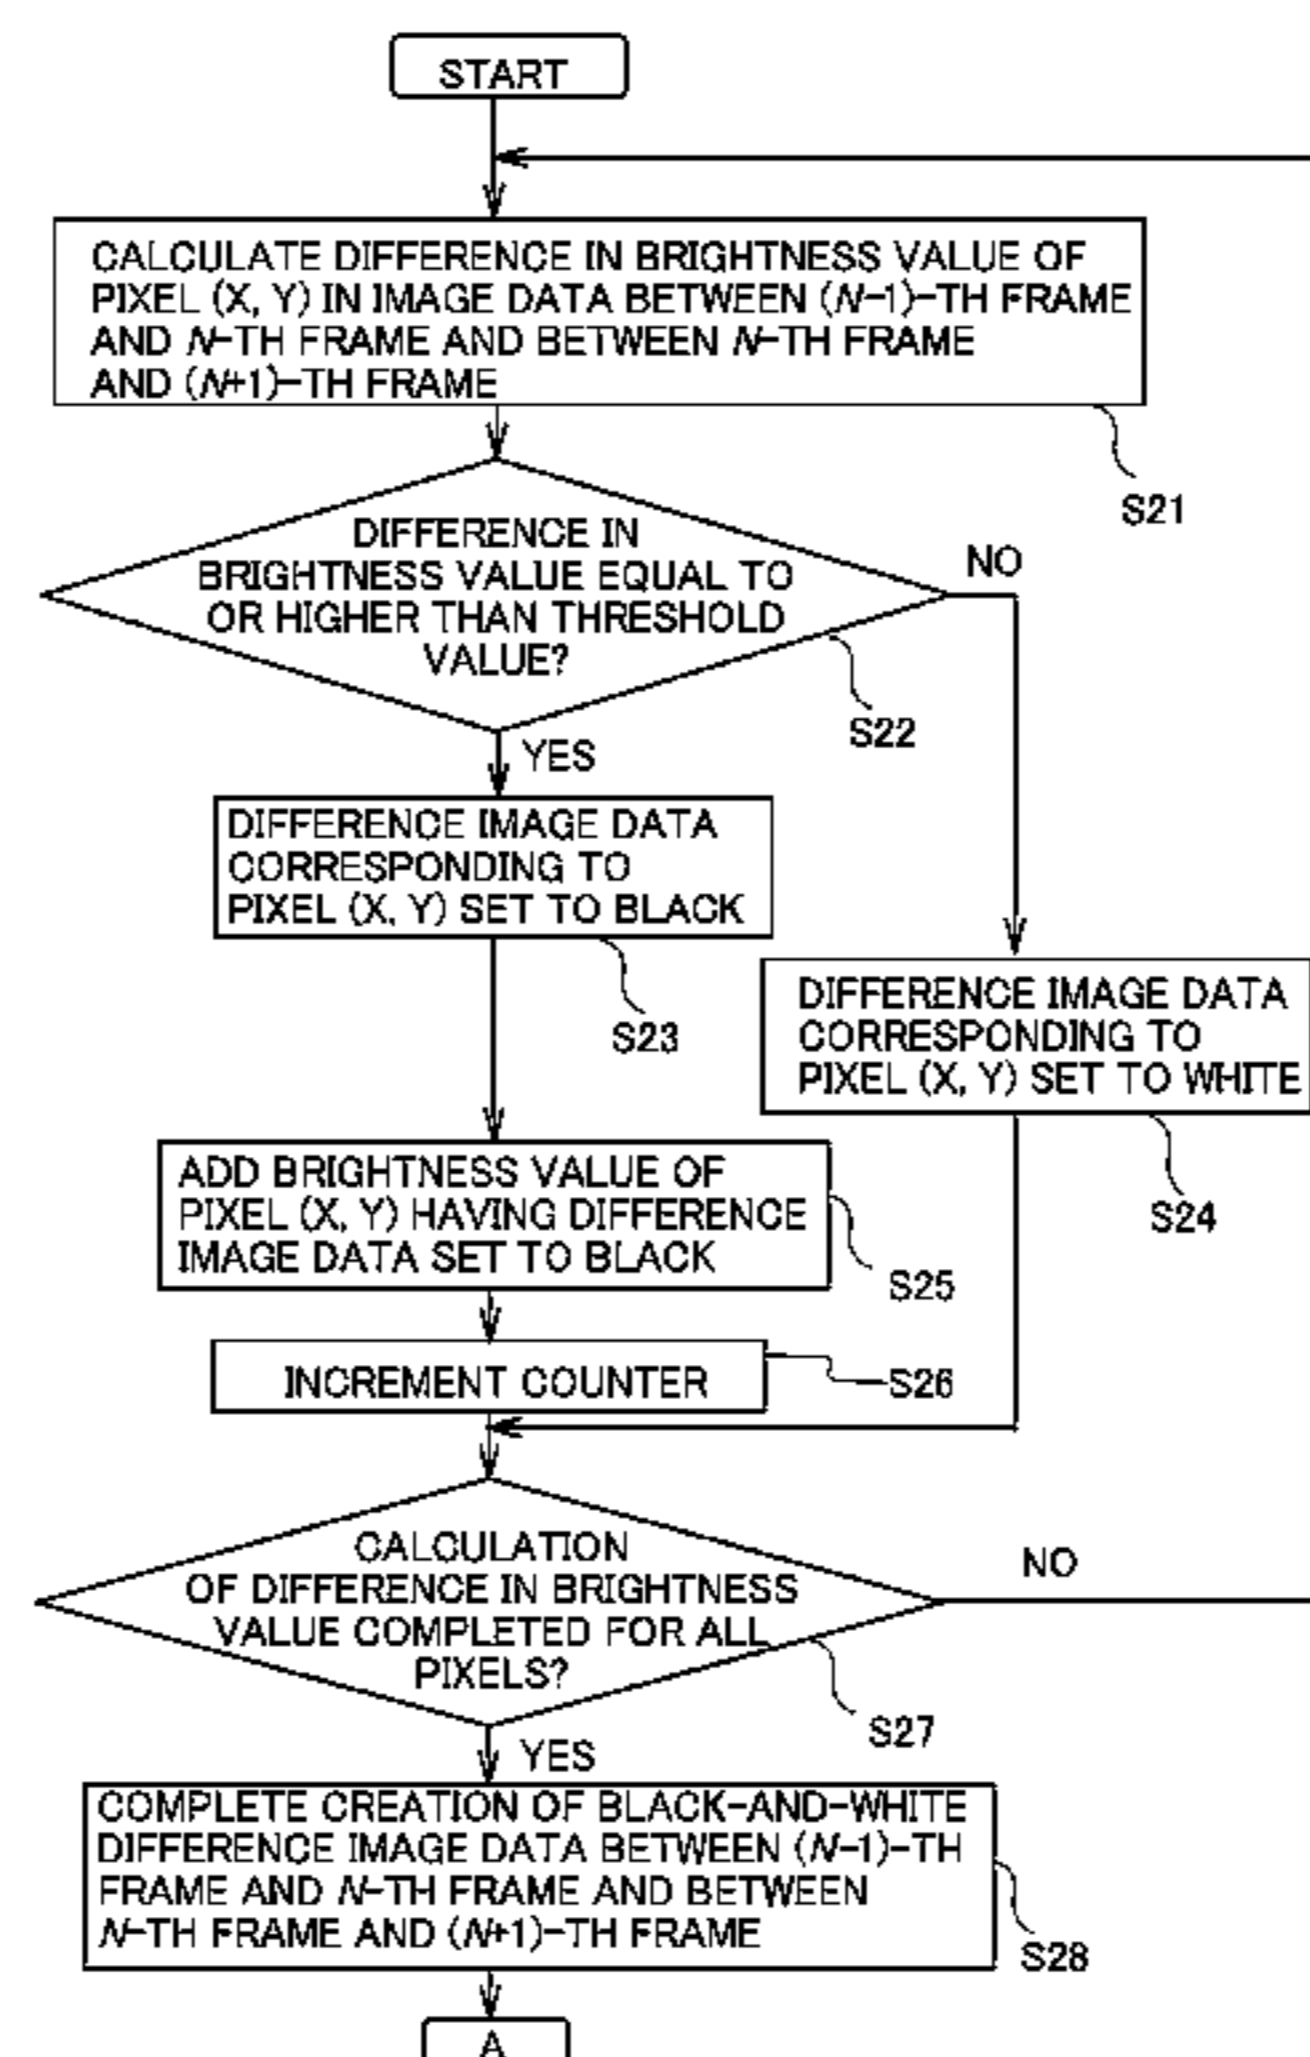 START
CALCULATE DIFFERENCE IN BRIGHTNESS VALUE OF
PIXEL (X, Y) IN IMAGE DATA BETWEEN (N-1)-TH FRAME
AND N-TH FRAME AND BETWEEN N-TH FRAME
AND (N+1)-TH FRAME
S21
DIFFERENCE IN
BRIGHTNESS VALUE EQUAL TO
OR HIGHER THAN THRESHOLD
VALUE?
NO
S22
YES
DIFFERENCE IMAGE DATA
CORRESPONDING TO
PIXEL (X, Y) SET TO BLACK
S23
DIFFERENCE IMAGE DATA
CORRESPONDING TO
PIXEL (X, Y) SET TO WHITE
S24
ADD BRIGHTNESS VALUE OF
PIXEL (X, Y) HAVING DIFFERENCE
IMAGE DATA SET TO BLACK
S25
INCREMENT COUNTER
S26
CALCULATION
OF DIFFERENCE IN BRIGHTNESS
VALUE COMPLETED FOR ALL
PIXELS?
NO
S27
YES
COMPLETE CREATION OF BLACK-AND-WHITE
DIFFERENCE IMAGE DATA BETWEEN (N-1)-TH
FRAME AND N-TH FRAME AND BETWEEN
N-TH FRAME AND (N+1)-TH FRAME
S28
A